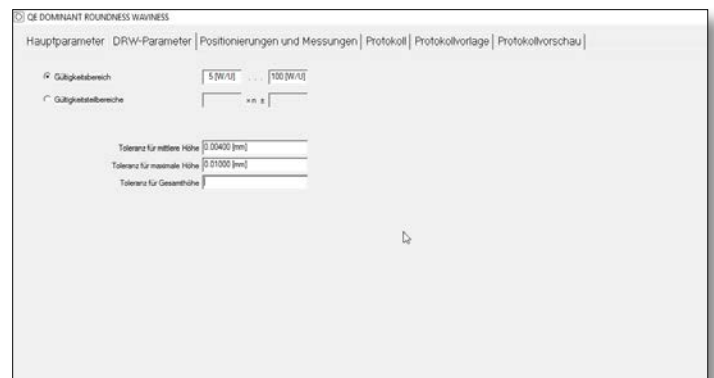 QE DOMINANT ROUNDNESS WAVINESS
Hauptparameter | DRW-Parameter | Positionierungen und Messungen | Protokoll | Protokollvorlage | Protokollvorschau |
Gültigkeitsbereich 5 [W/U] . . . 100 [W/U]
Gültigkeitsteilbereiche × n ±
Toleranz für mittlere Höhe 0.00400 [mm]
Toleranz für maximale Höhe 0.01000 [mm]
Toleranz für Gesamthöhe